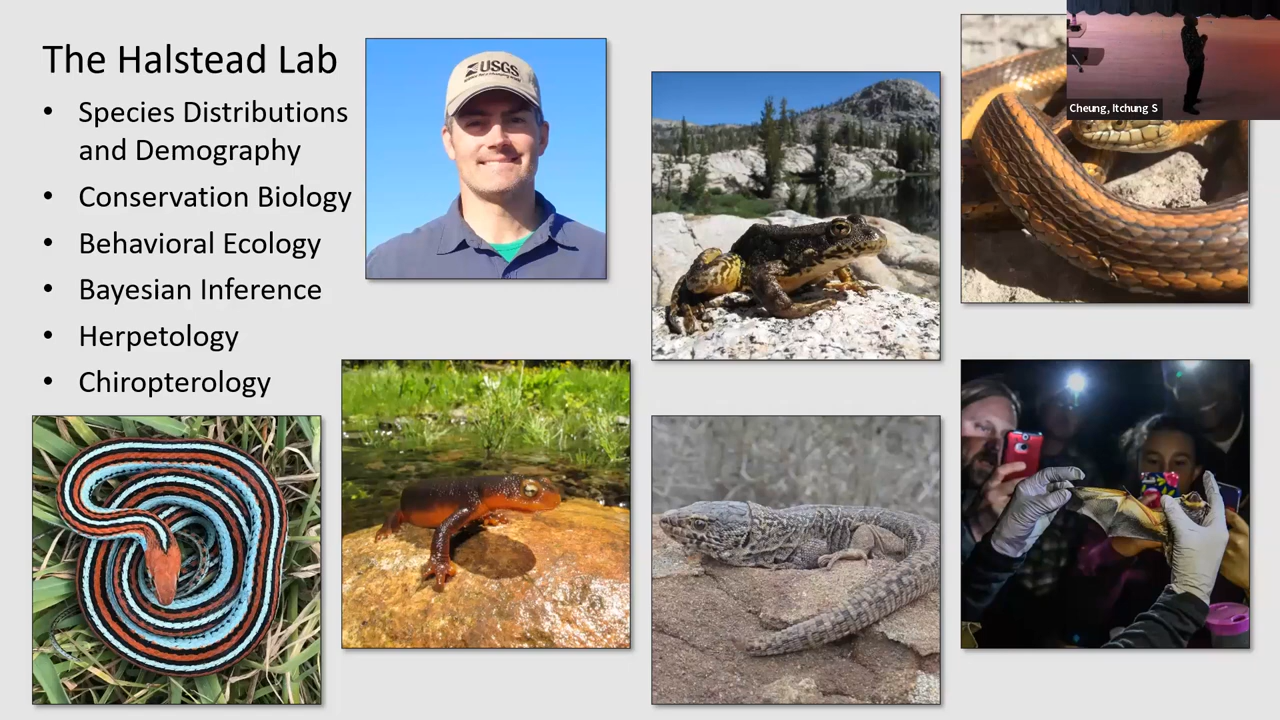 The Halstead Lab
• Species Distributions
and Demography
• Conservation Biology
• Behavioral Ecology
• Bayesian Inference
• Herpetology
• Chiropterology
USGS
Cheung, Itchung S